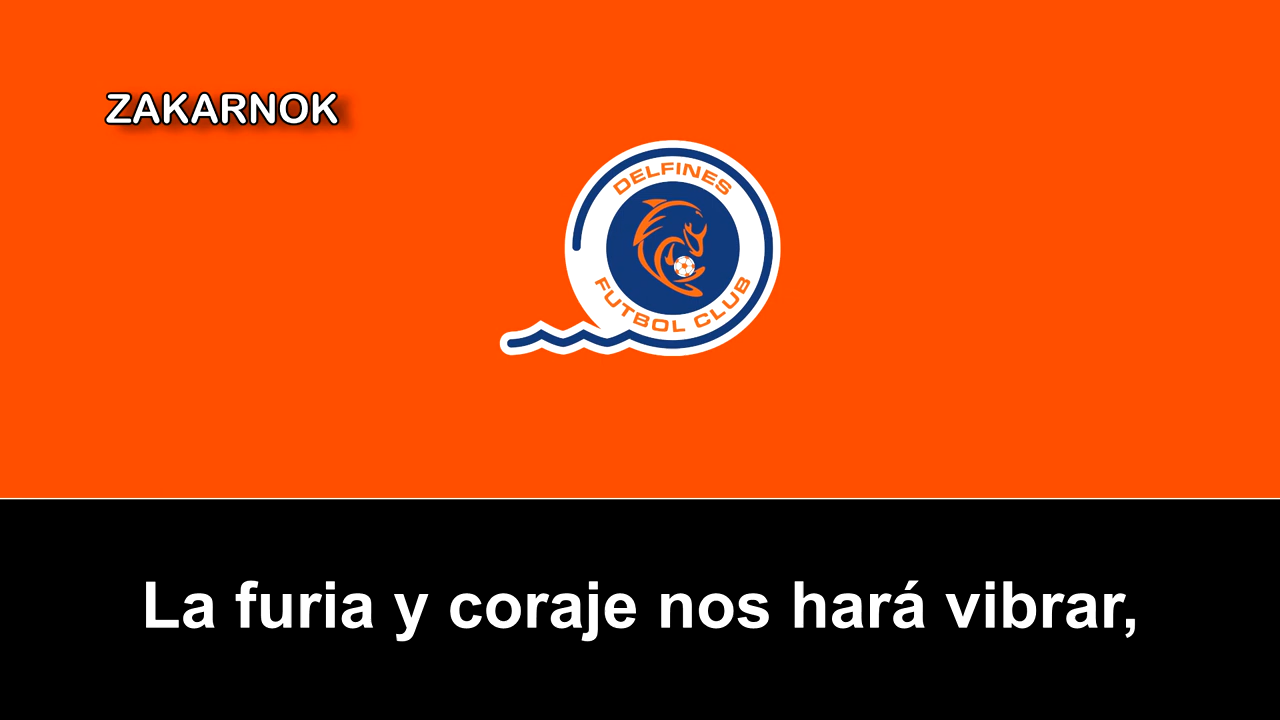 ZAKARNOK
DELFINES
FUTBOL CLUB
La furia y coraje nos hará vibrar,